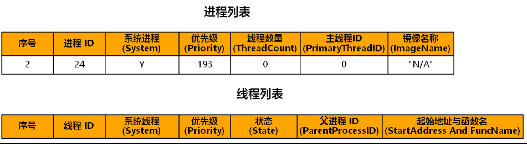 进程列表
序号 进程 ID 系统进程 (System) 优先级 (Priority) 线程数量 (ThreadCount) 主线程ID (PrimaryThreadID) 镜像名称 (ImageName)
2 24 Y 193 0 0 "N/A"
线程列表
序号 线程 ID 系统线程 (System) 优先级 (Priority) 状态 (State) 父进程 ID (ParentProcessID) 起始地址与函数名 (StartAddress And FuncName)